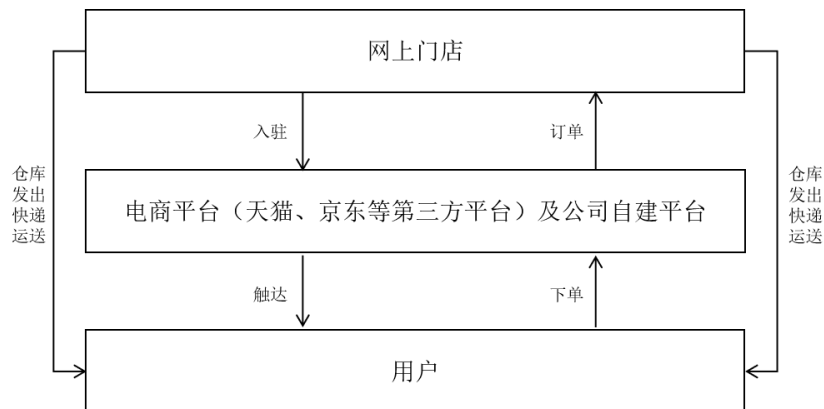 网上门店
入驻
订单
仓库
发出
快递
运送
仓库
发出
快递
运送
电商平台（天猫、京东等第三方平台）及公司自建平台
触达
下单
用户